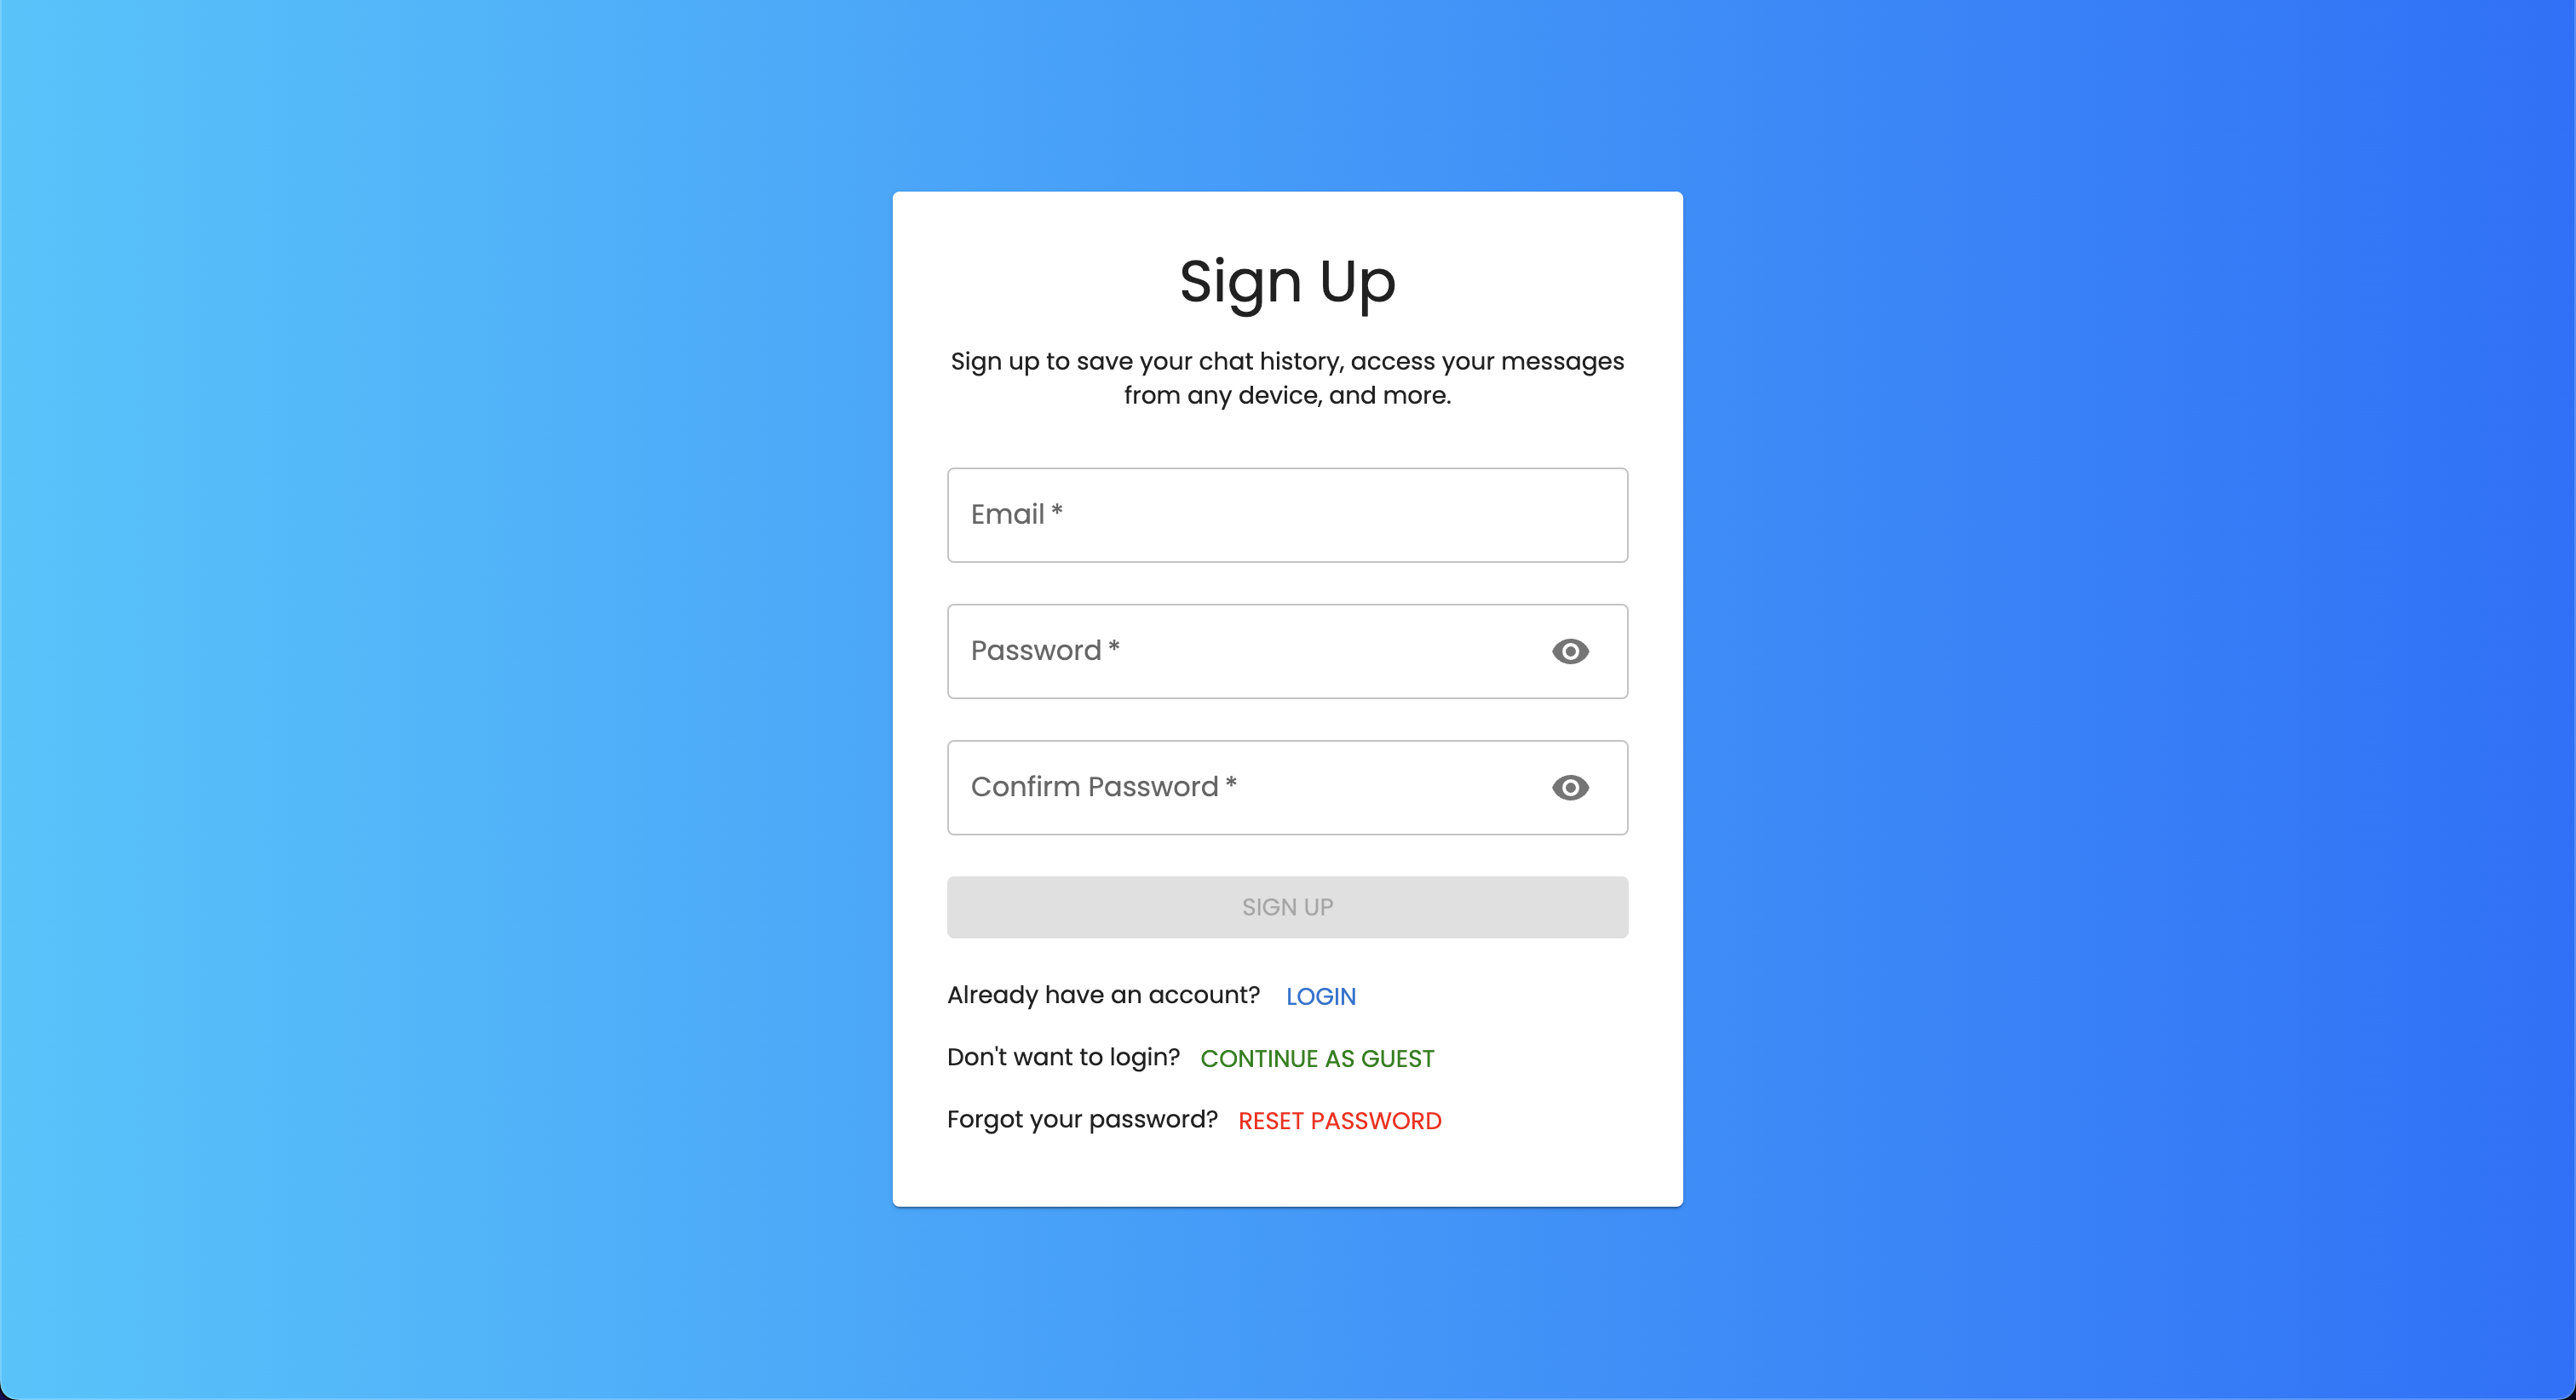 Sign Up
Sign up to save your chat history, access your messages
from any device, and more.
Email *
Password *
Confirm Password *
SIGN UP
Already have an account? LOGIN
Don't want to login? CONTINUE AS GUEST
Forgot your password? RESET PASSWORD